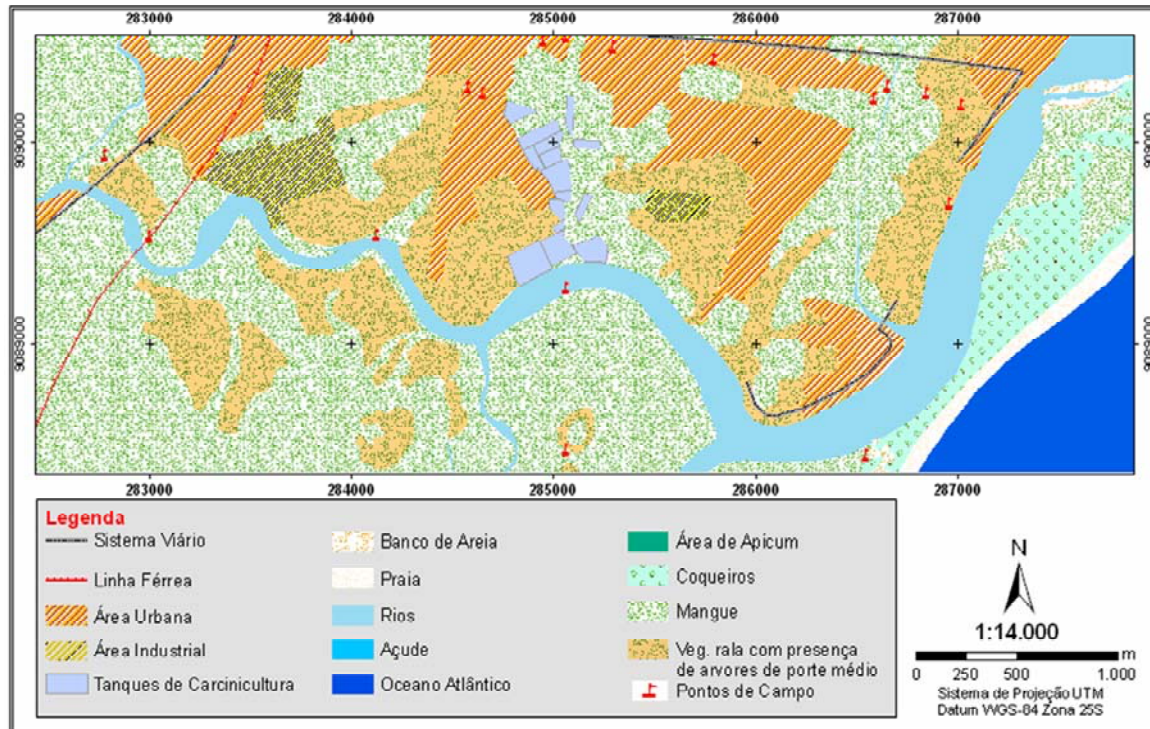 283000 284000 285000 286000 287000
9090000 9090000
9089000 9089000
283000 284000 285000 286000 287000
Legenda
Sistema Viário
Linha Férrea
Área Urbana
Área Industrial
Tanques de Carcinicultura
Banco de Areia
Praia
Rios
Açude
Oceano Atlântico
Área de Apicum
Coqueiros
Mangue
Veg. rala com presença
de arvores de porte médio
Pontos de Campo
N
1:14.000
m
0 250 500 1.000
Sistema de Projeção UTM
Datum WGS-84 Zona 25S